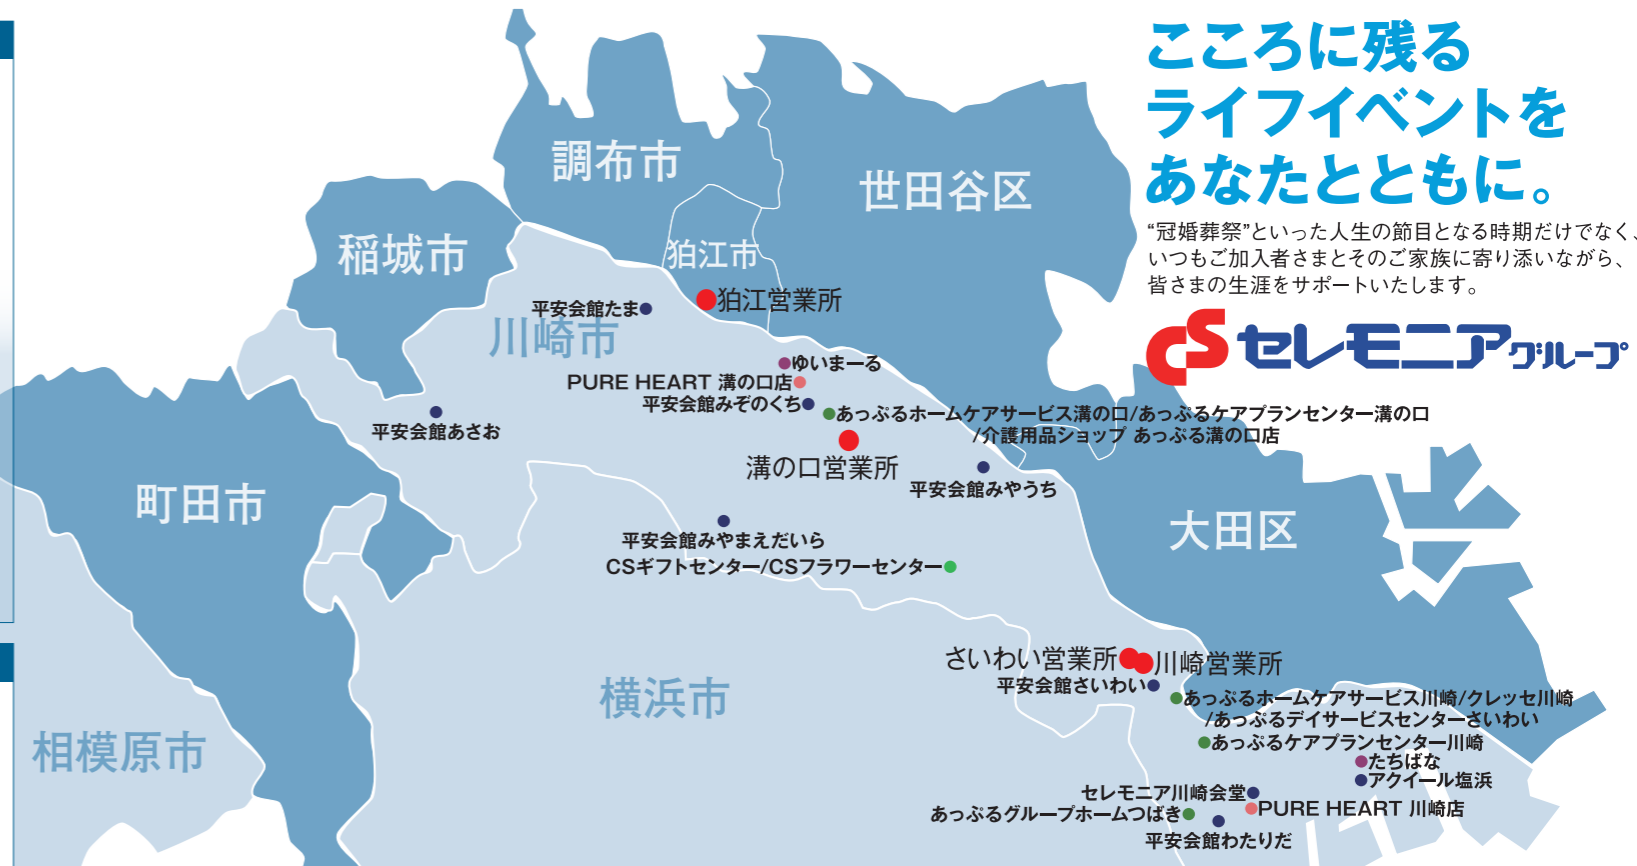 こころに残る
ライフイベントを
あなたとともに。
“冠婚葬祭”といった人生の節目となる時期だけでなく、
いつもご加入者さまとそのご家族に寄り添いながら、
皆さまの生涯をサポートいたします。
CS セレモニアグループ
調布市
世田谷区
稲城市
狛江市
狛江営業所
平安会館たま
川崎市
ゆいまーる
PURE HEART 溝の口店
平安会館みぞのくち
あっぷるホームケアサービス溝の口/あっぷるケアプランセンター溝の口
/介護用品ショップ あっぷる溝の口店
平安会館あさお
溝の口営業所
平安会館みやうち
町田市
大田区
平安会館みやまえだいら
CSギフトセンター/CSフラワーセンター
さいわい営業所
川崎営業所
平安会館さいわい
横浜市
あっぷるホームケアサービス川崎/クレッセ川崎
/あっぷるデイサービスセンターさいわい
あっぷるケアプランセンター川崎
相模原市
たちばな
アクイール塩浜
セレモニア川崎会堂
PURE HEART 川崎店
あっぷるグループホームつばき
平安会館わたりだ